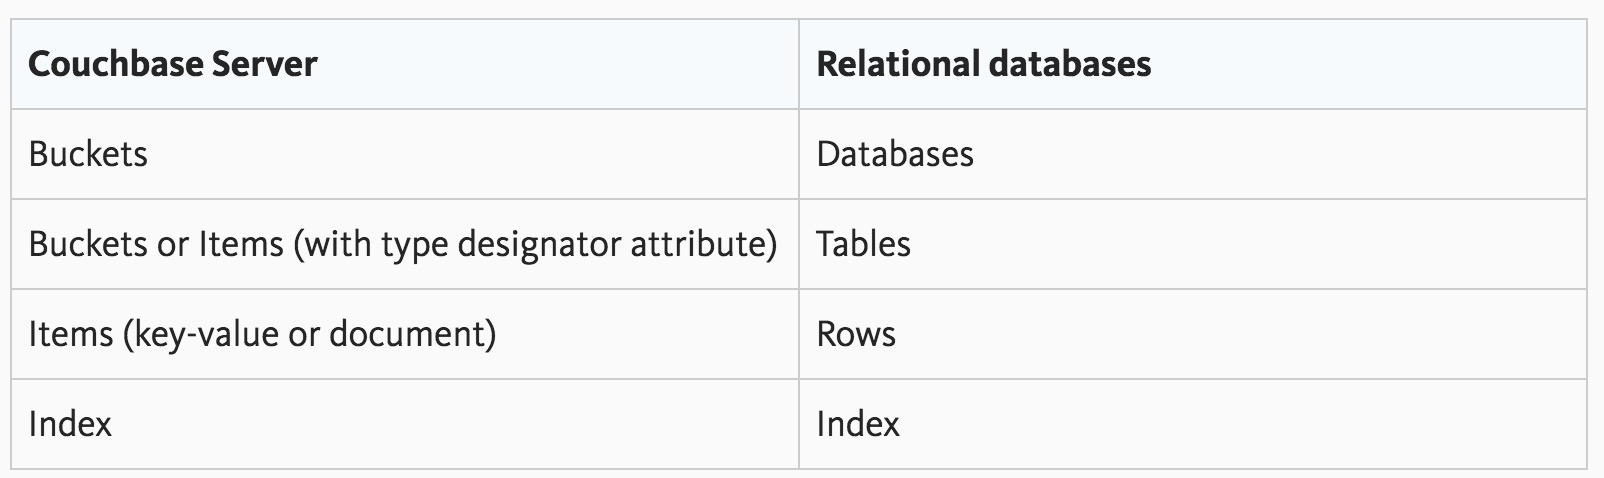 Couchbase Server Relational databases
Buckets Databases
Buckets or Items (with type designator attribute) Tables
Items (key-value or document) Rows
Index Index